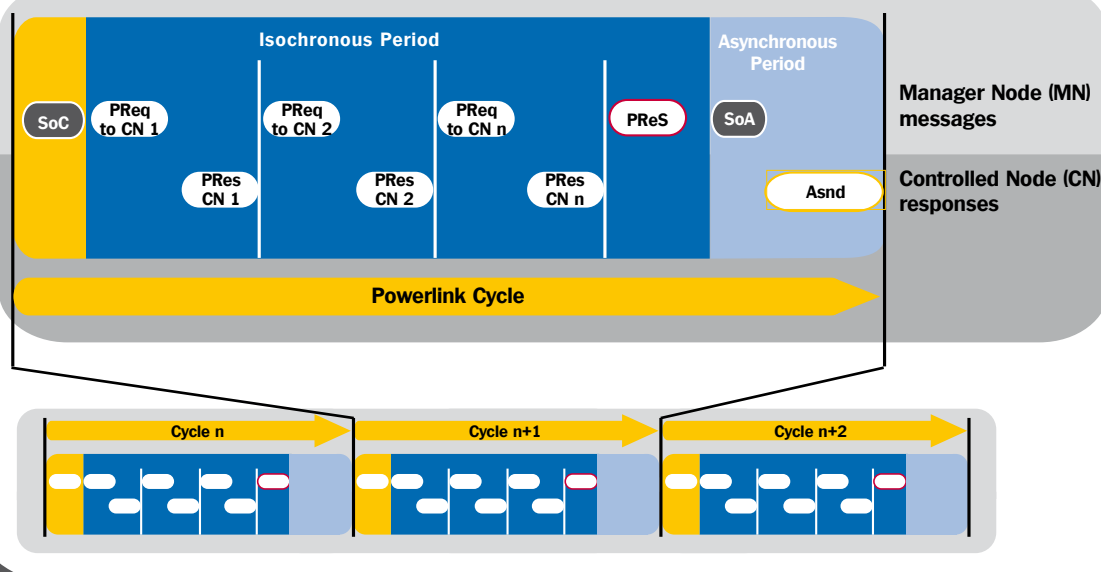 Isochronous Period
Asynchronous
Period
SoC
PReq
to CN 1
PReq
to CN 2
PReq
to CN n
PReS
SoA
Manager Node (MN)
messages
PRes
CN 1
PRes
CN 2
PRes
CN n
Asnd
Controlled Node (CN)
responses
Powerlink Cycle
Cycle n
Cycle n+1
Cycle n+2